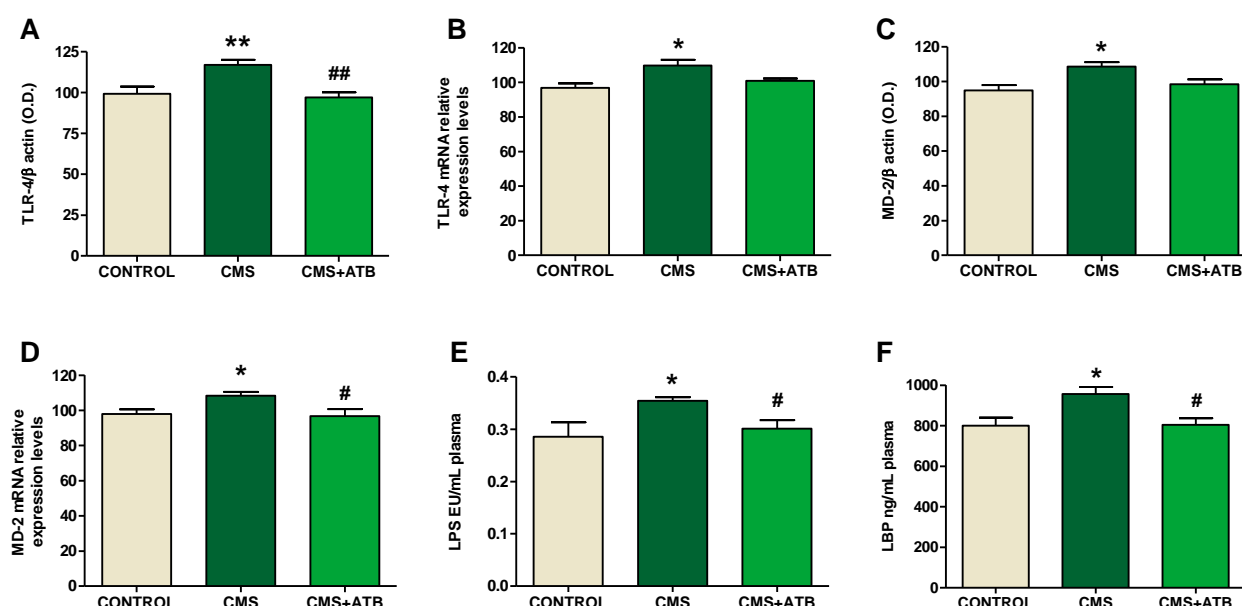 A
TLR-4/β actin (O.D.)
125
100
75
50
25
0
**
##
CONTROL CMS CMS+ATB
B
TLR-4 mRNA relative
expression levels
120
100
80
60
40
20
0
*
CONTROL CMS CMS+ATB
C
MD-2/β actin (O.D.)
120
100
80
60
40
20
0
*
CONTROL CMS CMS+ATB
D
MD-2 mRNA relative
expression levels
120
100
80
60
40
20
0
*
#
CONTROL CMS CMS+ATB
E
LPS EU/mL plasma
0.4
0.3
0.2
0.1
0.0
*
#
CONTROL CMS CMS+ATB
F
LBP ng/mL plasma
1000
800
600
400
200
0
*
#
CONTROL CMS CMS+ATB